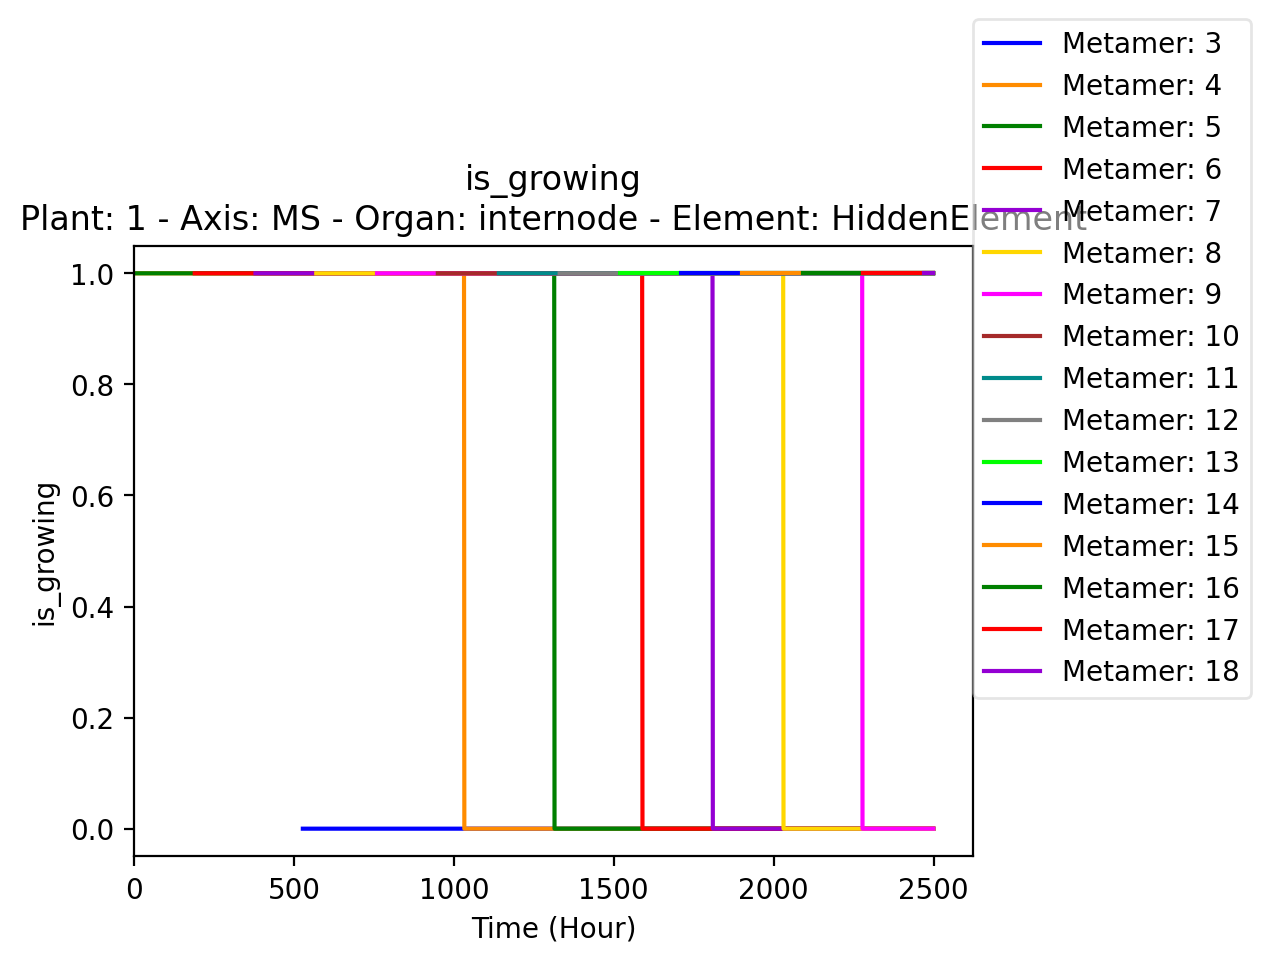 is_growing
Plant: 1 - Axis: MS - Organ: internode - Element: HiddenElement
1.0
0.8
0.6
0.4
0.2
0.0
is_growing
0
500
1000
1500
2000
2500
Time (Hour)
Metamer: 3
Metamer: 4
Metamer: 5
Metamer: 6
Metamer: 7
Metamer: 8
Metamer: 9
Metamer: 10
Metamer: 11
Metamer: 12
Metamer: 13
Metamer: 14
Metamer: 15
Metamer: 16
Metamer: 17
Metamer: 18